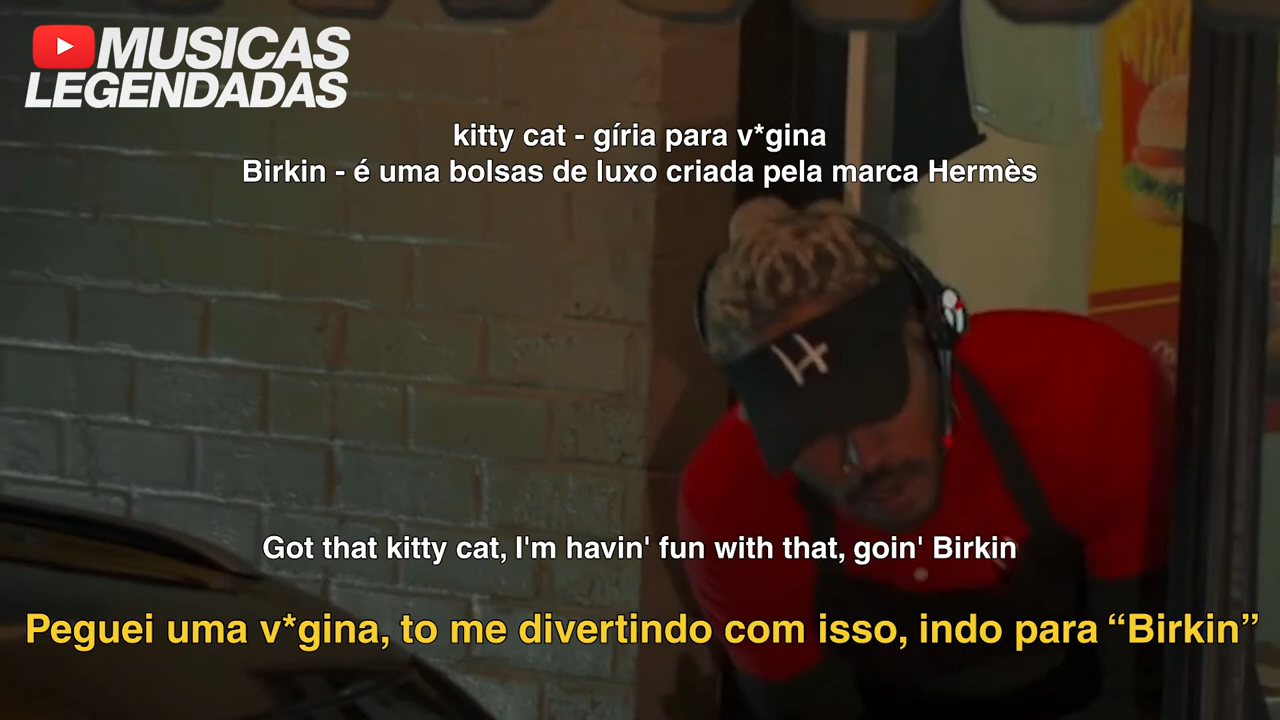 MUSICAS
LEGENDADAS
kitty cat - gíria para v*gina
Birkin - é uma bolsas de luxo criada pela marca Hermès
H
Got that kitty cat, I'm havin' fun with that, goin' Birkin
Peguei uma v*gina, to me divertindo com isso, indo para “Birkin”